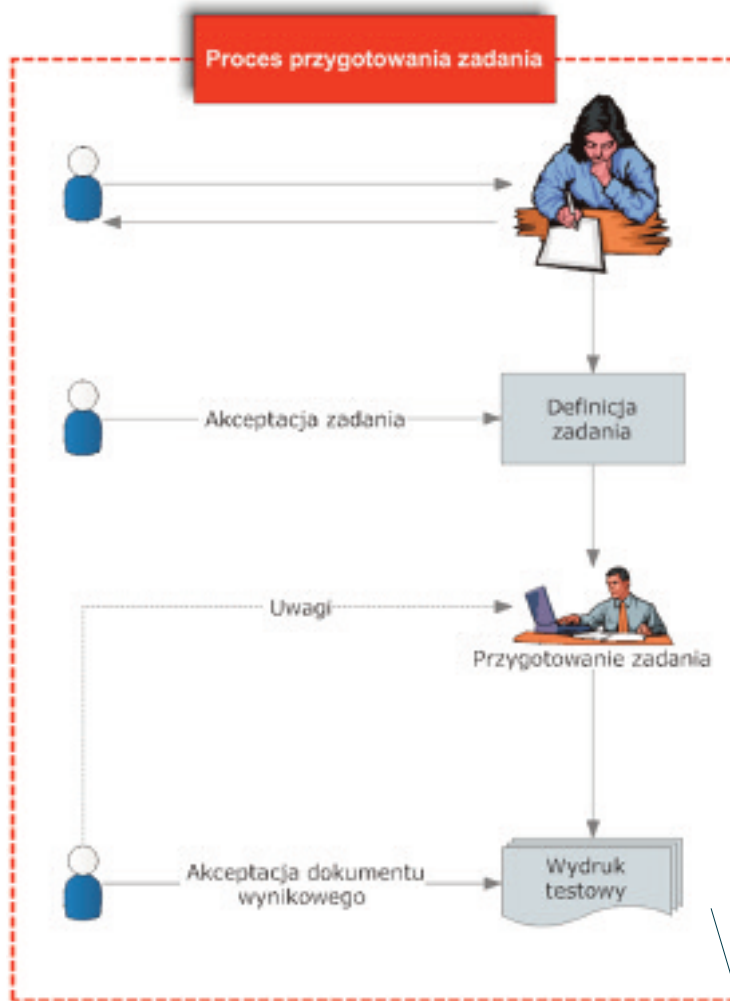 Proces przygotowania zadania
Akceptacja zadania
Definicja
zadania
Uwagi
Przygotowanie zadania
Akceptacja dokumentu
wynikowego
Wydruk
testowy